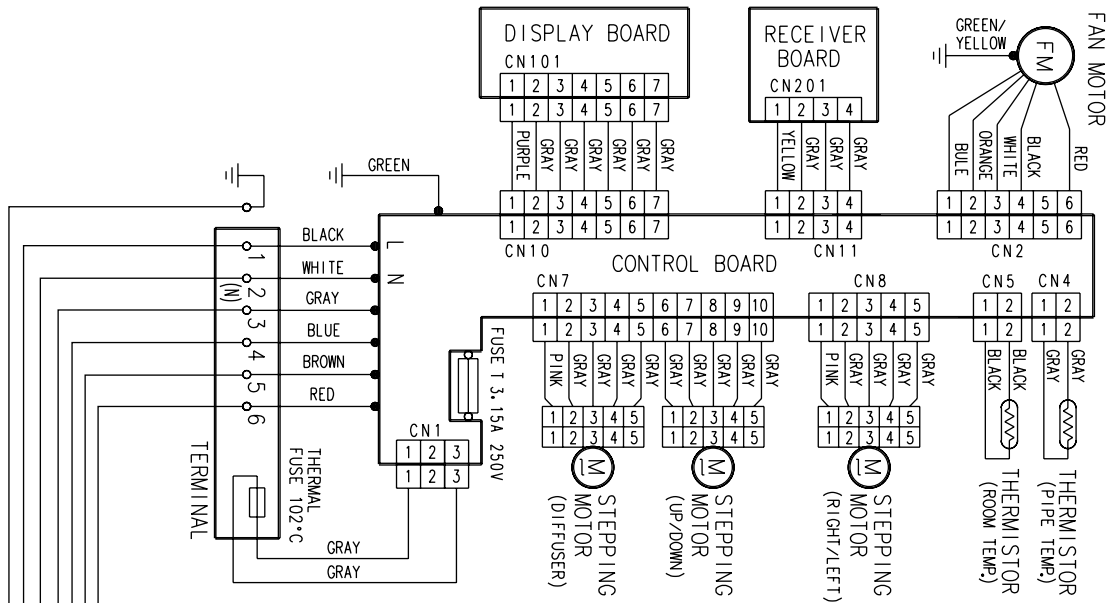 DISPLAY BOARD
CN101
1 2 3 4 5 6 7
1 2 3 4 5 6 7
PURPLE
GRAY
GRAY
GRAY
GRAY
GRAY
GRAY
1 2 3 4 5 6 7
1 2 3 4 5 6 7
CN10
RECEIVER
BOARD
CN201
1 2 3 4
1 2 3 4
YELLOW
GRAY
GRAY
GRAY
1 2 3 4
1 2 3 4
CN11
GREEN/
YELLOW
FM
FAN MOTOR
BULE
ORANGE
WHITE
BLACK
RED
1 2 3 4 5 6
1 2 3 4 5 6
CN2
GREEN
CONTROL BOARD
L
N
BLACK
WHITE
GRAY
BLUE
BROWN
RED
1
2
(N)
3
4
5
6
TERMINAL
THERMAL
FUSE 102°C
GRAY
GRAY
CN1
1 2 3
1 2 3
FUSE T 3.15A 250V
CN7
1 2 3 4 5 6 7 8 9 10
1 2 3 4 5 6 7 8 9 10
PINK
GRAY
GRAY
GRAY
GRAY
GRAY
GRAY
GRAY
GRAY
GRAY
1 2 3 4 5
1 2 3 4 5
M
STEPPING
MOTOR
(DIFFUSER)
1 2 3 4 5
1 2 3 4 5
M
STEPPING
MOTOR
(UP/DOWN)
CN8
1 2 3 4 5
1 2 3 4 5
PINK
GRAY
GRAY
GRAY
GRAY
1 2 3 4 5
1 2 3 4 5
M
STEPPING
MOTOR
(RIGHT/LEFT)
CN5
1 2
1 2
BLACK
BLACK
THERMISTOR
(ROOM TEMP.)
CN4
1 2
1 2
GRAY
GRAY
THERMISTOR
(PIPE TEMP.)